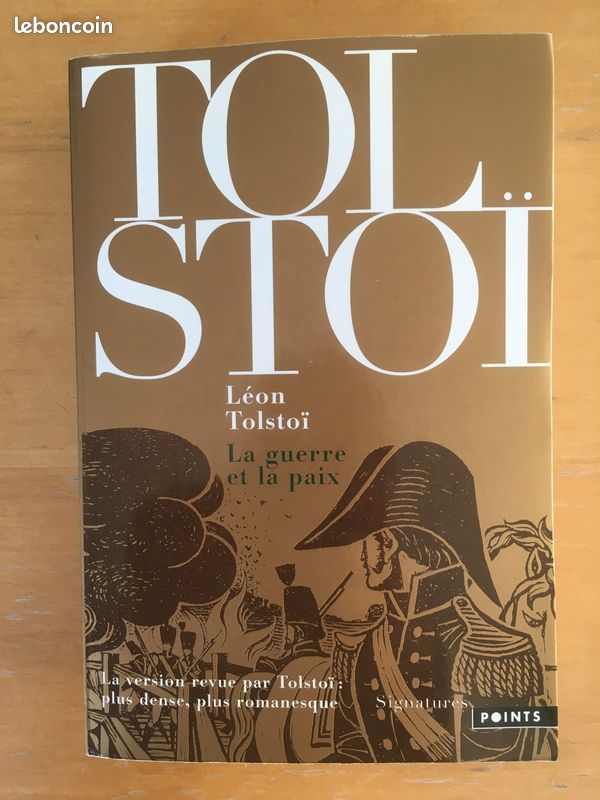 leboncoin
TOL
STOÏ
Léon
Tolstoï
La guerre
et la paix
La version revue par Tolstoï :
plus dense, plus romanesque
Signatures
POINTS